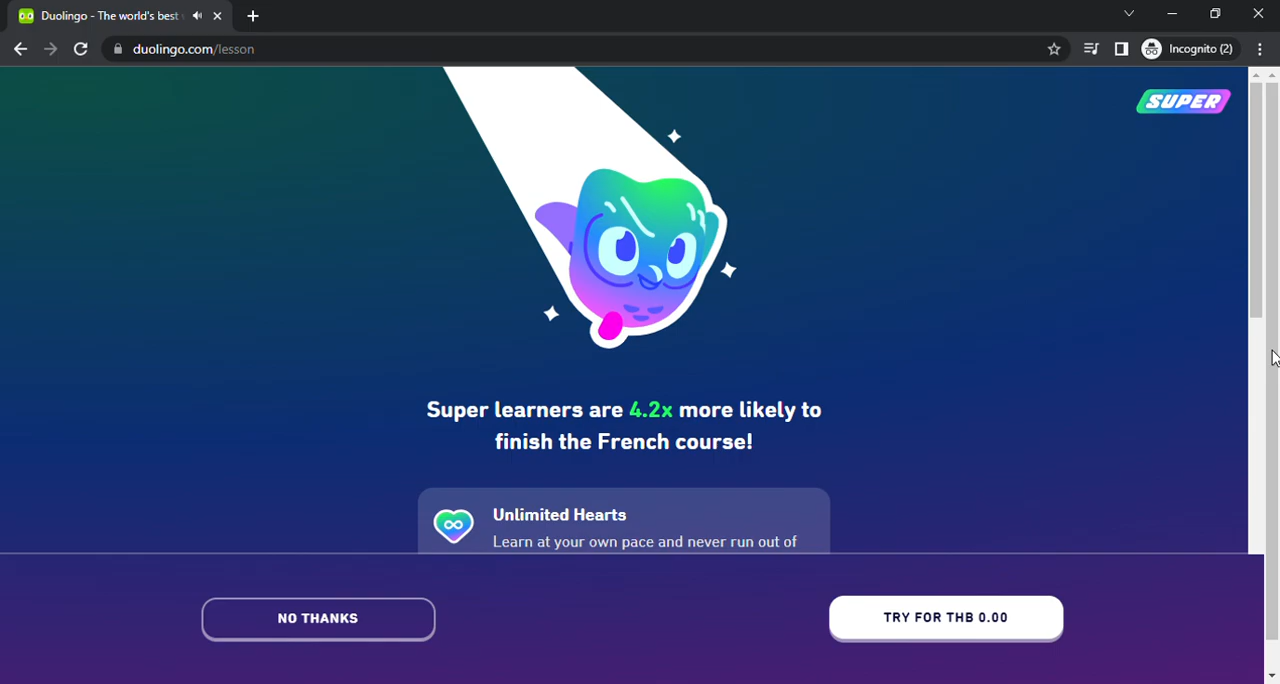 Duolingo - The world's best
duolingo.com/lesson
Incognito (2)
SUPER
Super learners are 4.2x more likely to
finish the French course!
Unlimited Hearts
Learn at your own pace and never run out of
NO THANKS
TRY FOR THB 0.00